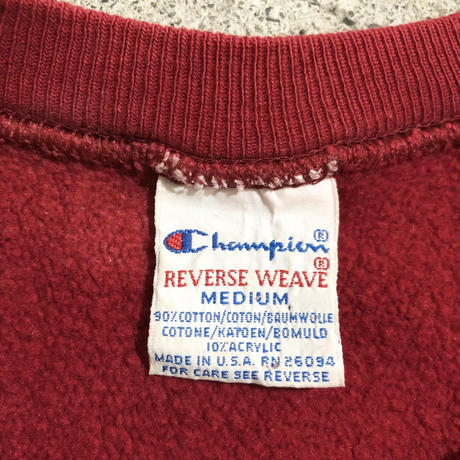 Champion®
REVERSE WEAVE®
MEDIUM
90% COTTON/COTON/BAUMWOLLE
COTONE/KATOEN/BOMULD
10% ACRYLIC
MADE IN U.S.A. RN 26094
FOR CARE SEE REVERSE